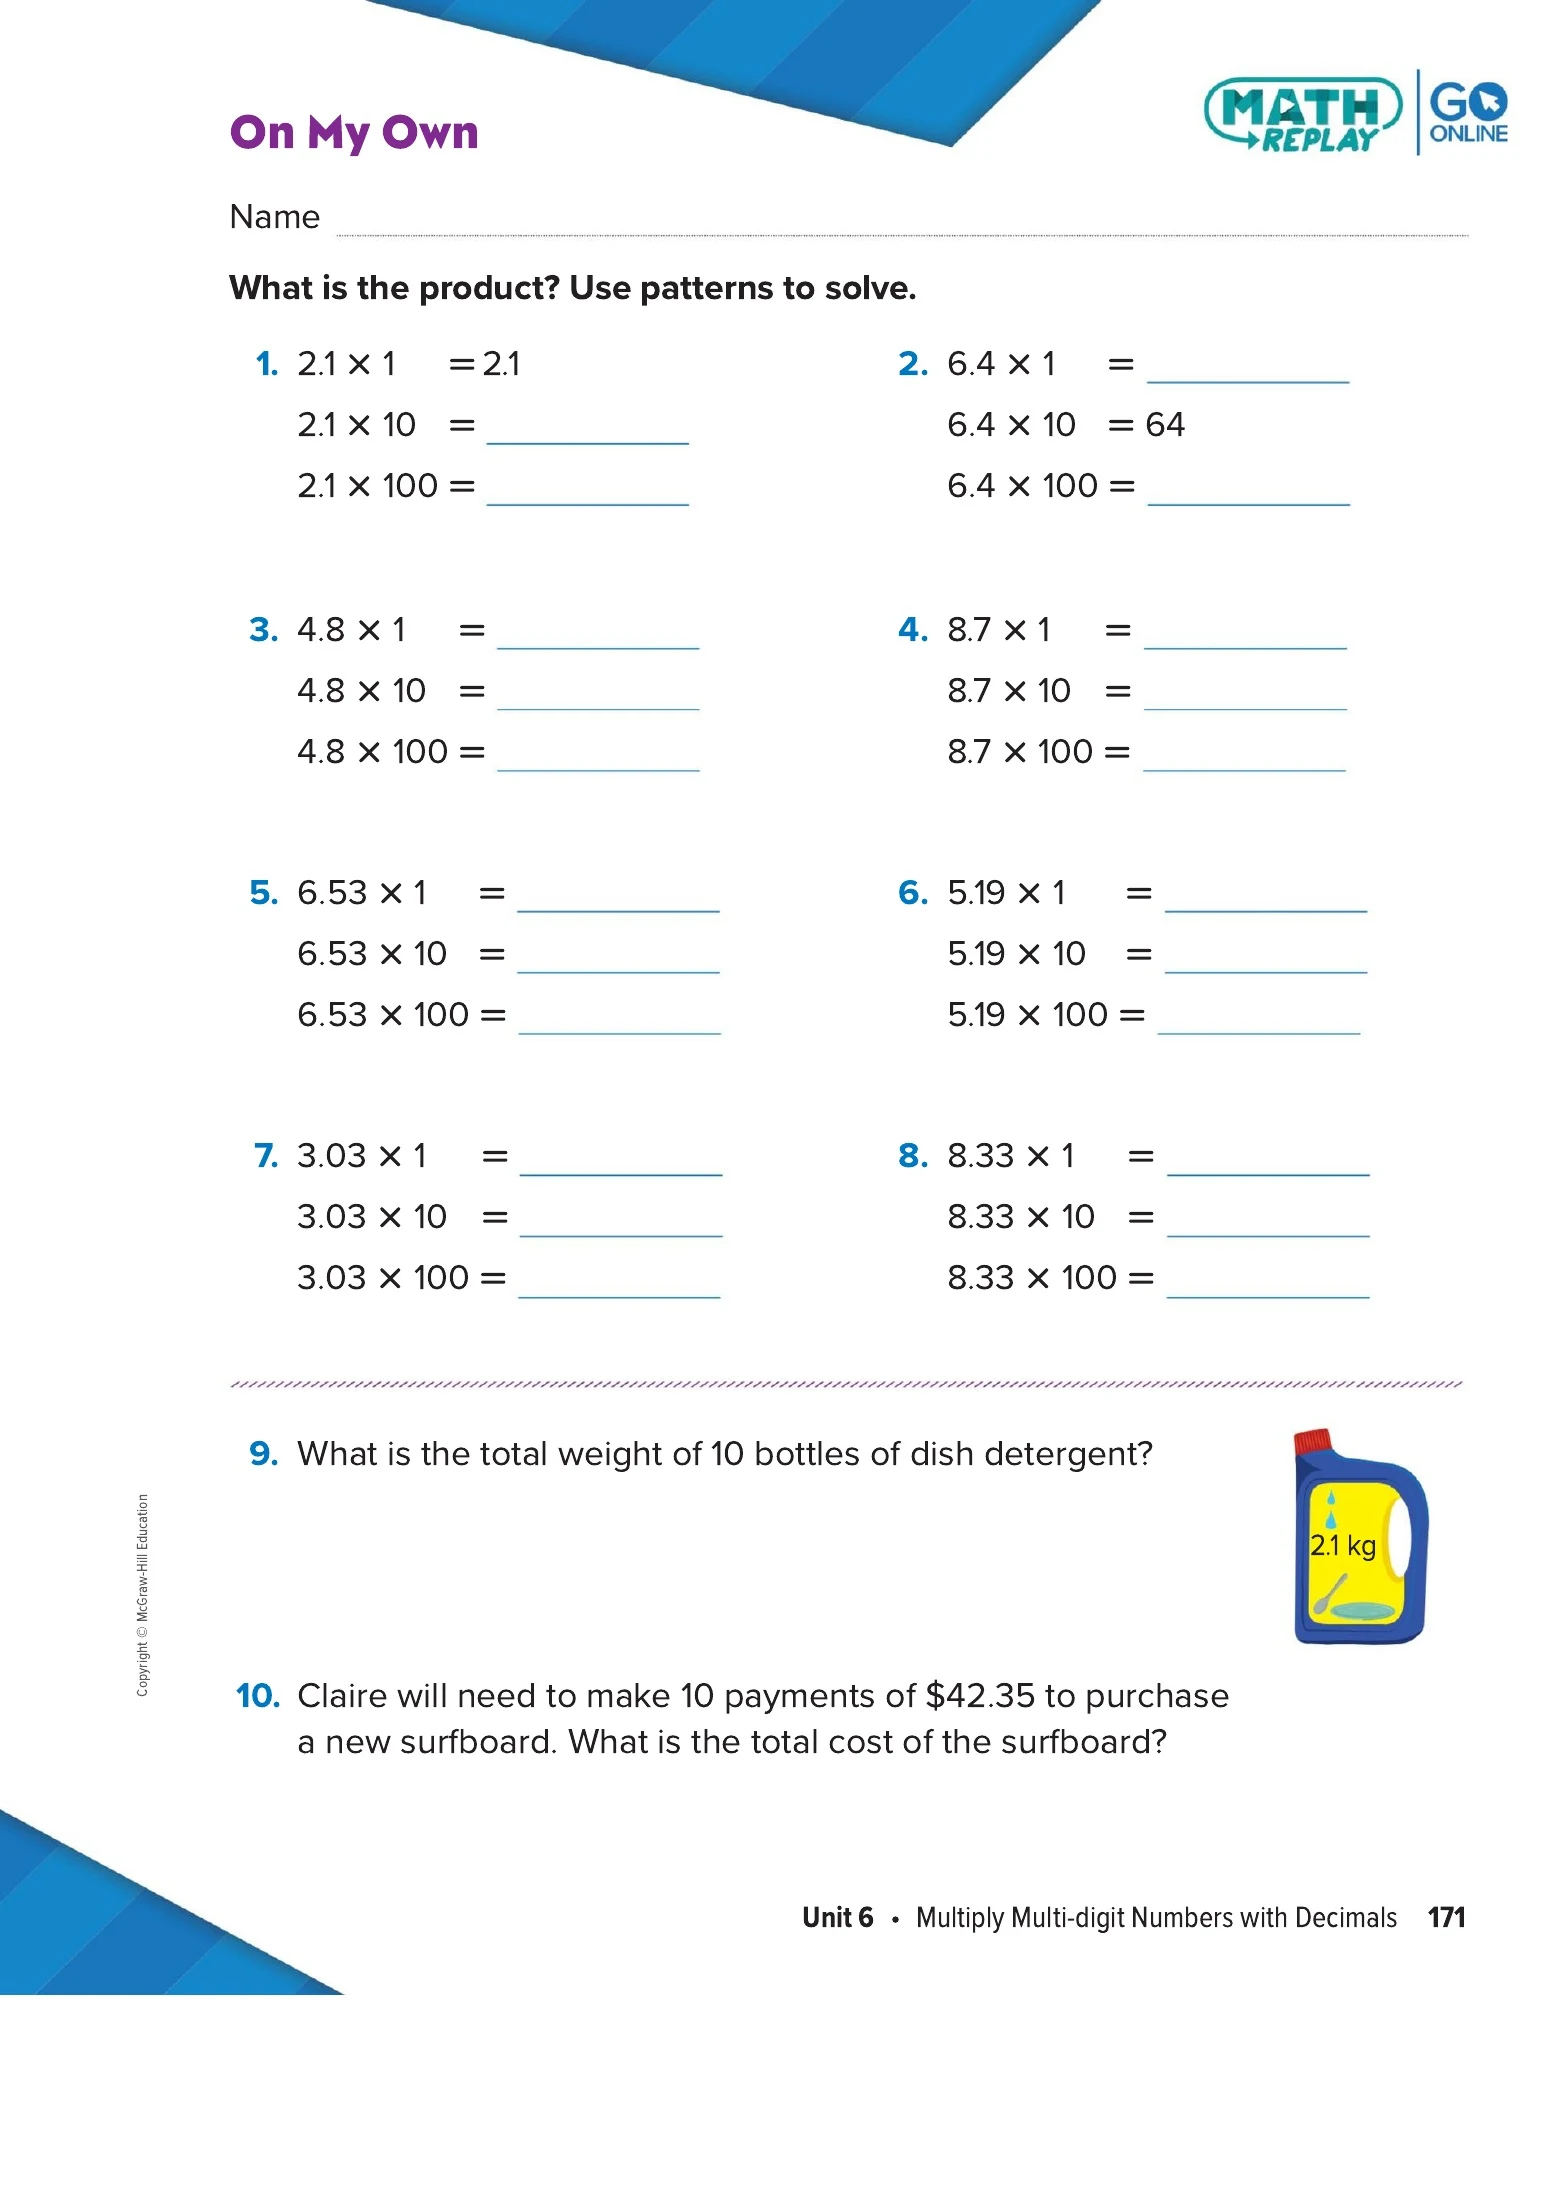 MATH
REPLAY
GO
ONLINE
On My Own
Name
What is the product? Use patterns to solve.
1. 2.1 × 1 = 2.1
2.1 × 10 =
2.1 × 100 =
2. 6.4 × 1 =
6.4 × 10 = 64
6.4 × 100 =
3. 4.8 × 1 =
4.8 × 10 =
4.8 × 100 =
4. 8.7 × 1 =
8.7 × 10 =
8.7 × 100 =
5. 6.53 × 1 =
6.53 × 10 =
6.53 × 100 =
6. 5.19 × 1 =
5.19 × 10 =
5.19 × 100 =
7. 3.03 × 1 =
3.03 × 10 =
3.03 × 100 =
8. 8.33 × 1 =
8.33 × 10 =
8.33 × 100 =
9. What is the total weight of 10 bottles of dish detergent?
2.1 kg
10. Claire will need to make 10 payments of $42.35 to purchase
a new surfboard. What is the total cost of the surfboard?
Copyright © McGraw-Hill Education
Unit 6 • Multiply Multi-digit Numbers with Decimals 171